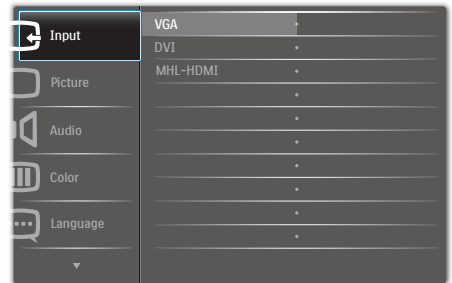 Input
VGA
DVI
MHL-HDMI
Picture
Audio
Color
Language